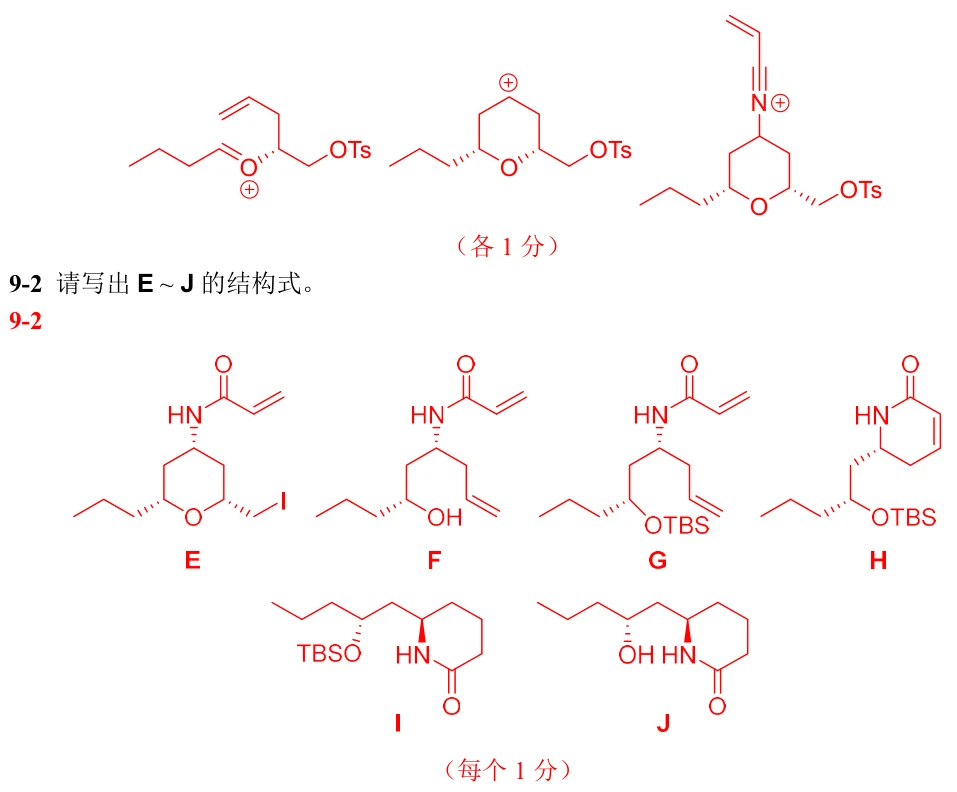 OTs
O
⊕
⊕
OTs
O
N ⊕
OTs
O
（各 1 分）
9-2 请写出 E ~ J 的结构式。
9-2
O
HN
O
I
E
O
HN
OH
F
O
HN
OTBS
G
O
HN
OTBS
H
TBSO
HN
O
I
OH
HN
O
J
（每个 1 分）